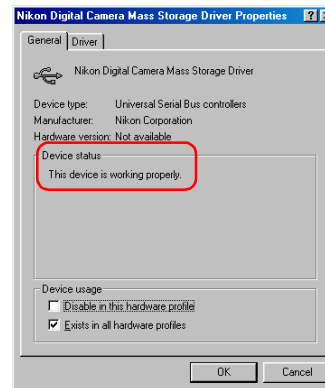 Nikon Digital Camera Mass Storage Driver Properties
General Driver
Nikon Digital Camera Mass Storage Driver
Device type: Universal Serial Bus controllers
Manufacturer: Nikon Corporation
Hardware version: Not available
Device status
This device is working properly.
Device usage
Disable in this hardware profile
Exists in all hardware profiles
OK Cancel